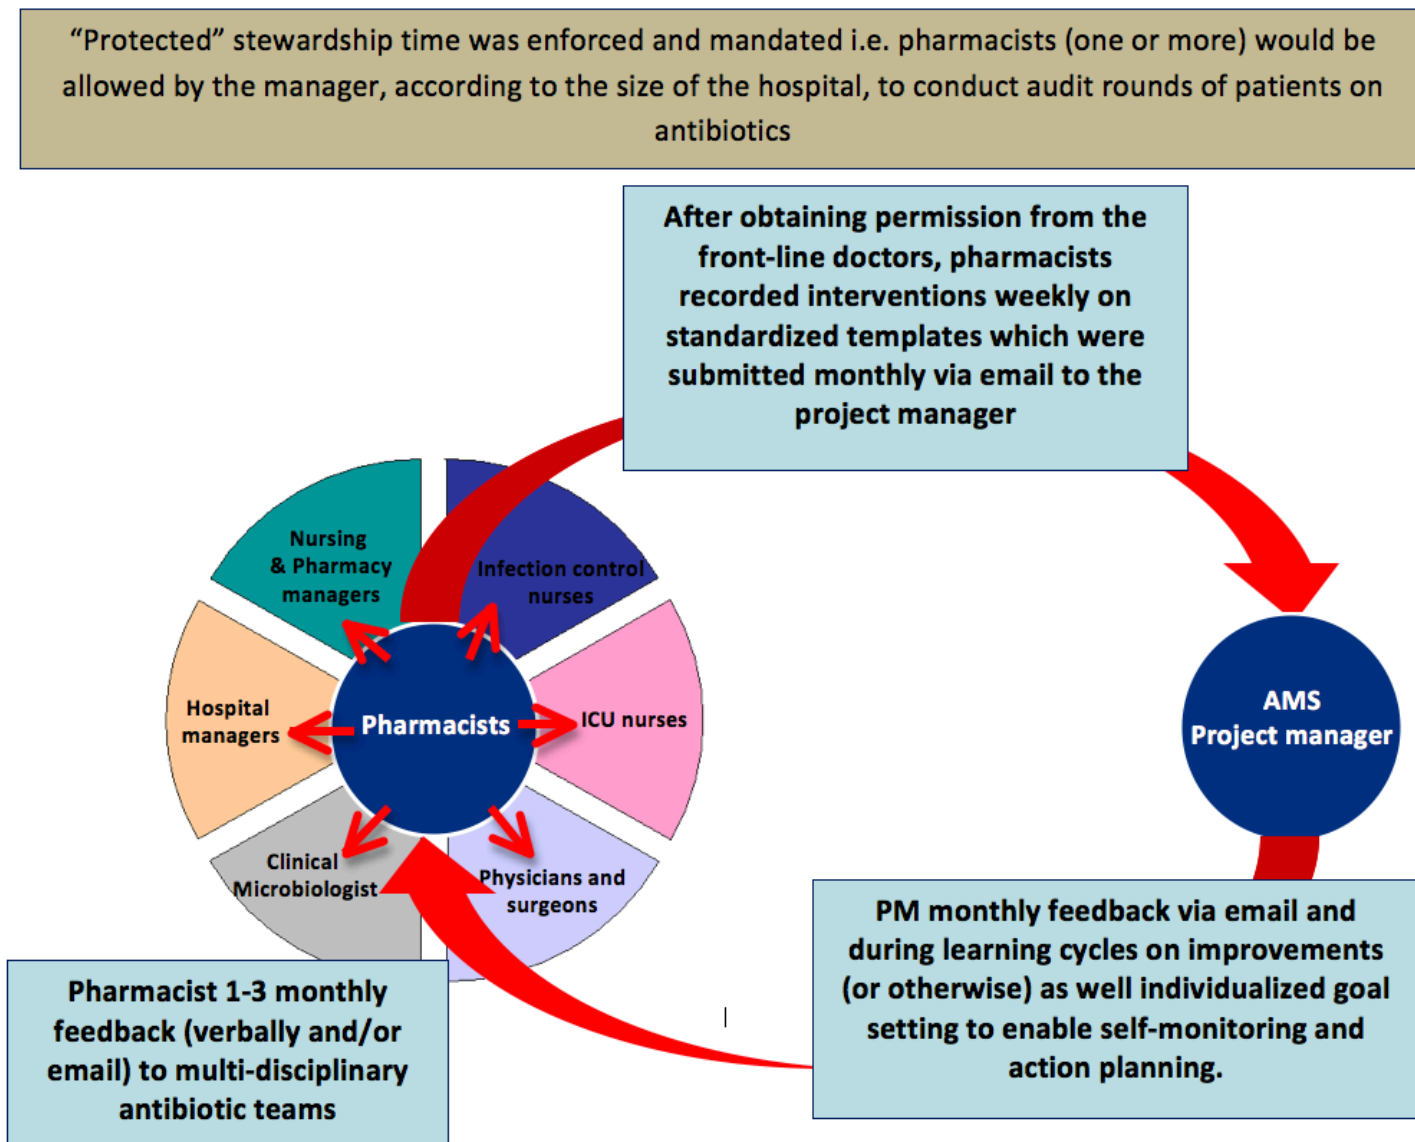 “Protected” stewardship time was enforced and mandated i.e. pharmacists (one or more) would be
allowed by the manager, according to the size of the hospital, to conduct audit rounds of patients on
antibiotics
After obtaining permission from the
front-line doctors, pharmacists
recorded interventions weekly on
standardized templates which were
submitted monthly via email to the
project manager
Nursing
& Pharmacy
managers
Infection control
nurses
Hospital
managers
Pharmacists
ICU nurses
AMS
Project manager
Clinical
Microbiologist
Physicians and
surgeons
PM monthly feedback via email and
during learning cycles on improvements
(or otherwise) as well individualized goal
setting to enable self-monitoring and
action planning.
Pharmacist 1-3 monthly
feedback (verbally and/or
email) to multi-disciplinary
antibiotic teams